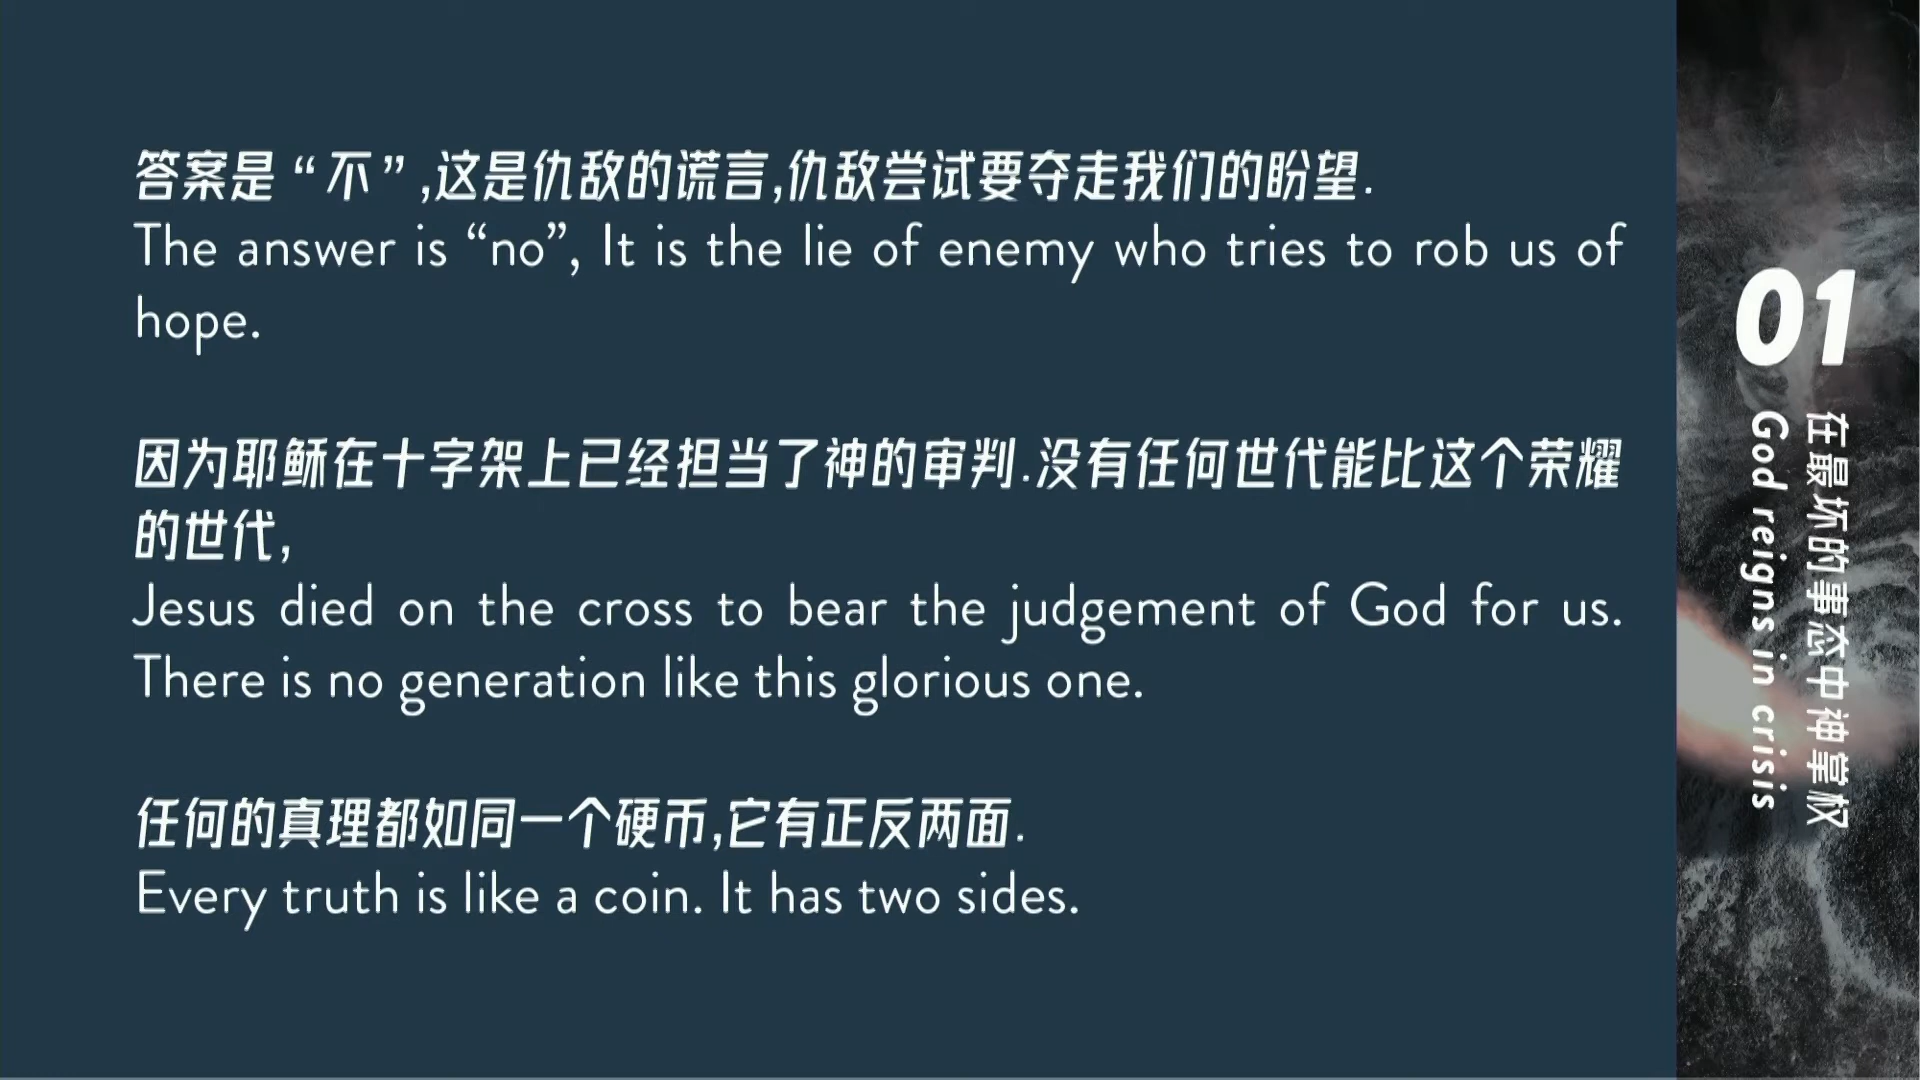 答案是“不”,这是仇敌的谎言,仇敌尝试要夺走我们的盼望.
The answer is “no”, It is the lie of enemy who tries to rob us of
hope.
因为耶稣在十字架上已经担当了神的审判.没有任何世代能比这个荣耀
的世代,
Jesus died on the cross to bear the judgement of God for us.
There is no generation like this glorious one.
任何的真理都如同一个硬币,它有正反两面.
Every truth is like a coin. It has two sides.
01
在最坏的事态中神掌权
God reigns in crisis